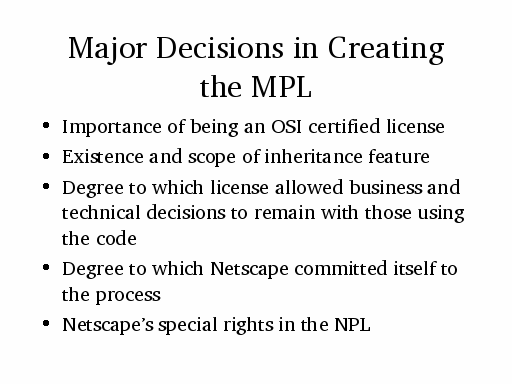 Major Decisions in Creating
the MPL
• Importance of being an OSI certified license
• Existence and scope of inheritance feature
• Degree to which license allowed business and
technical decisions to remain with those using
the code
• Degree to which Netscape committed itself to
the process
• Netscape’s special rights in the NPL